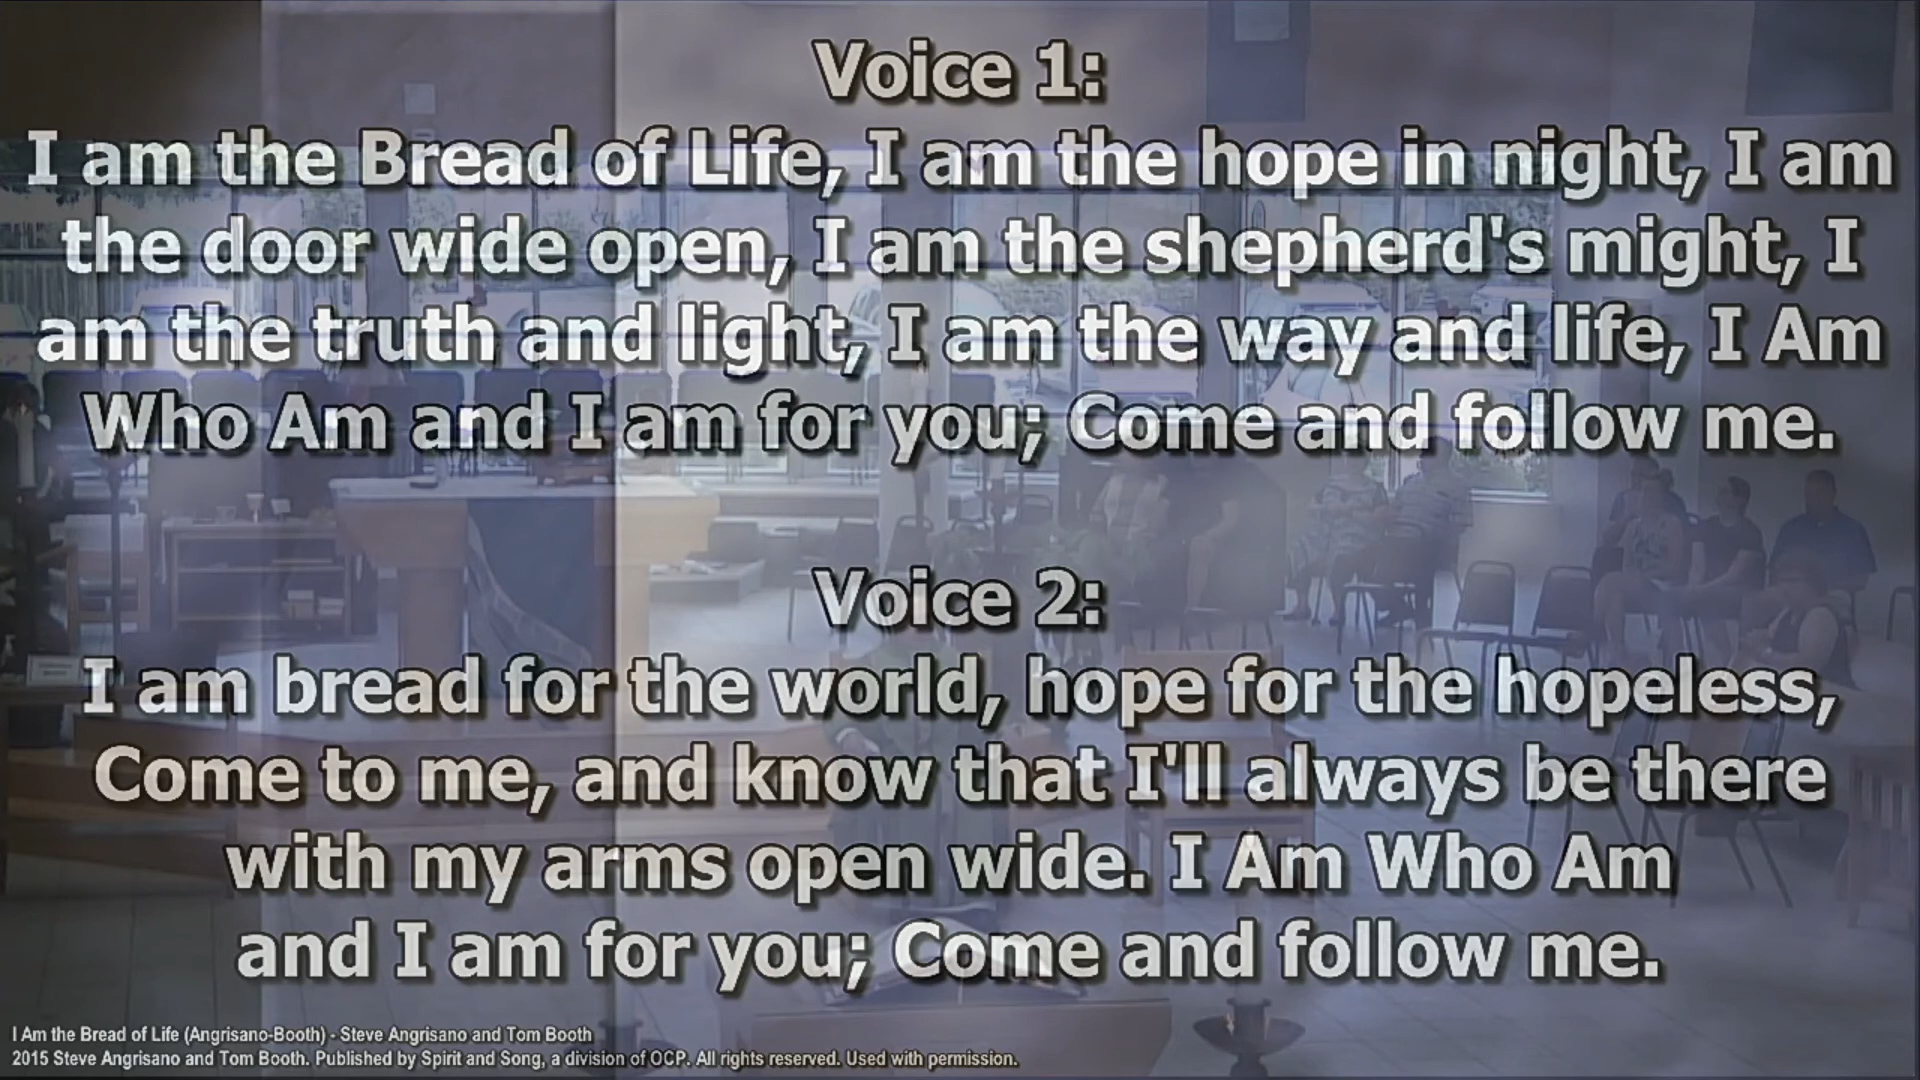 Voice 1:
I am the Bread of Life, I am the hope in night, I am
the door wide open, I am the shepherd's might, I
am the truth and light, I am the way and life, I Am
Who Am and I am for you; Come and follow me.
Voice 2:
I am bread for the world, hope for the hopeless,
Come to me, and know that I'll always be there
with my arms open wide. I Am Who Am
and I am for you; Come and follow me.
I Am the Bread of Life (Angrisano-Booth) - Steve Angrisano and Tom Booth
2015 Steve Angrisano and Tom Booth. Published by Spirit and Song, a division of OCP. All rights reserved. Used with permission.